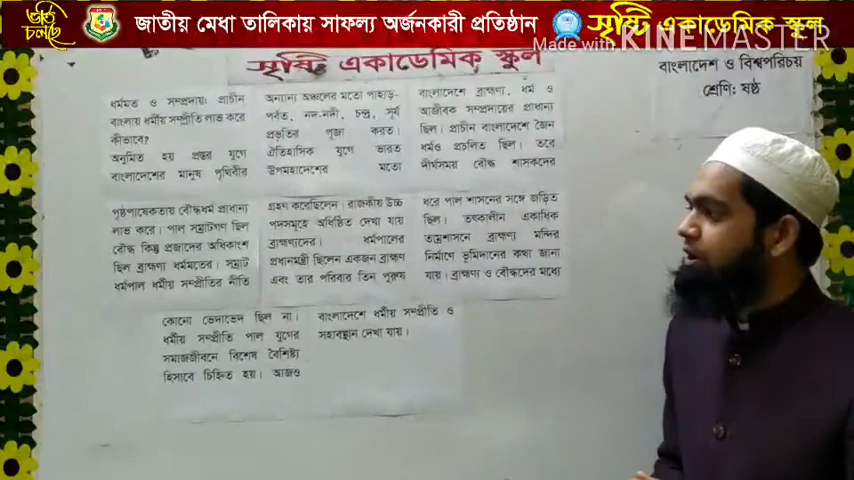 ভর্তি চলছে
জাতীয় মেধা তালিকায় সাফল্য অর্জনকারী প্রতিষ্ঠান
সৃষ্টি একাডেমিক স্কুল
Made with KINEMASTER
সৃষ্টি একাডেমিক স্কুল
বাংলাদেশ ও বিশ্বপরিচয়
শ্রেণি: ষষ্ঠ
ধর্মমত ও সম্প্রদায়: প্রাচীন
বাংলায় ধর্মীয় সম্প্রীতি লাভ করে
কীভাবে?
অনুমিত হয় প্রস্তর যুগে
বাংলাদেশের মানুষ পৃথিবীর
অন্যান্য অঞ্চলের মতো পাহাড়-
পর্বত, নদ-নদী, চন্দ্র, সূর্য
প্রভৃতির পূজা করত।
ঐতিহাসিক যুগে ভারত
উপমহাদেশের মতো
বাংলাদেশে ব্রাহ্মণ্য, ধর্ম ও
আজীবক সম্প্রদায়ের প্রাধান্য
ছিল। প্রাচীন বাংলাদেশে জৈন
ধর্মও প্রচলিত ছিল। তবে
দীর্ঘসময় বৌদ্ধ শাসকদের
পৃষ্ঠপোষকতায় বৌদ্ধধর্ম প্রাধান্য
লাভ করে। পাল সম্রাটগণ ছিল
বৌদ্ধ কিন্তু প্রজাদের অধিকাংশ
ছিল ব্রাহ্মণ্য ধর্মমতের। সম্রাট
ধর্মপাল ধর্মীয় সম্প্রীতির নীতি
গ্রহণ করেছিলেন। রাজকীয় উচ্চ
পদসমূহে অধিষ্ঠিত দেখা যায়
ব্রাহ্মণ্যদের। ধর্মপালের
প্রধানমন্ত্রী ছিলেন একজন ব্রাহ্মণ
এবং তার পরিবার তিন পুরুষ
ধরে পাল শাসনের সঙ্গে জড়িত
ছিল। তৎকালীন একাধিক
তাম্রশাসনে ব্রাহ্মণ্য মন্দির
নির্মাণে ভূমিদানের কথা জানা
যায়। ব্রাহ্মণ্য ও বৌদ্ধদের মধ্যে
কোনো ভেদাভেদ ছিল না।
ধর্মীয় সম্প্রীতি পাল যুগের
সমাজজীবনে বিশেষ বৈশিষ্ট্য
হিসাবে চিহ্নিত হয়। আজও
বাংলাদেশে ধর্মীয় সম্প্রীতি ও
সহাবস্থান দেখা যায়।